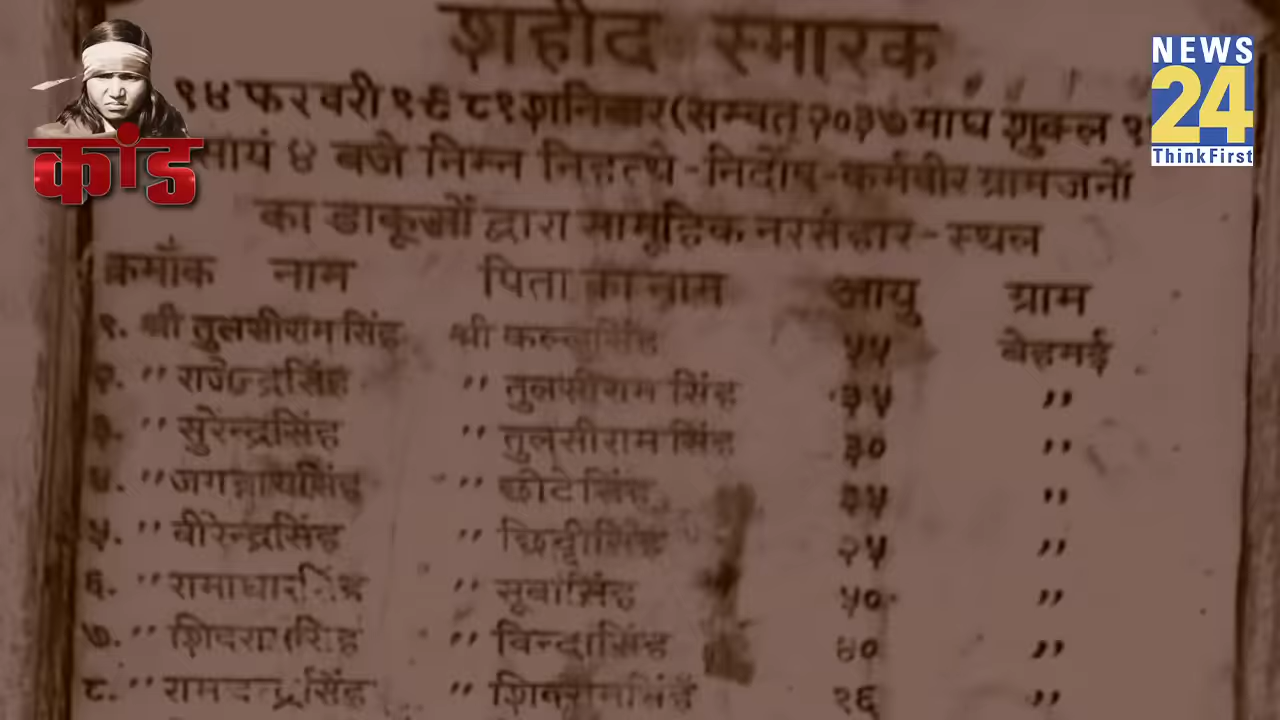 शहीद स्मारक
१४ फरवरी १९८१ शनिवार (सम्वत् २०३७ माघ शुक्ल
सायं ४ बजे निम्न निहत्थे - निर्दोष - कर्मवीर ग्रामजनों
का डाकूओं द्वारा सामूहिक नरसंहार - स्थल
क्रमाँक नाम पिता का नाम आयु ग्राम
१. श्री तुलसीराम सिंह श्री कल्लूसिंह ५५ बेहमई
२. " राजेन्द्रसिंह " तुलसीराम सिंह ३५ "
३. " सुरेन्द्रसिंह " तुलसीराम सिंह ३० "
४. " जगन्नाथसिंह " छोटेसिंह ३५ "
५. " बीरेन्द्रसिंह " २५ "
६. " रामाधारसिंह " सूबासिंह ५० "
७. " शिवरामसिंह " विन्दासिंह ४० "
८. " रामचन्द्रसिंह " शिवरामसिंह १६ "
कांड
NEWS
24
ThinkFirst